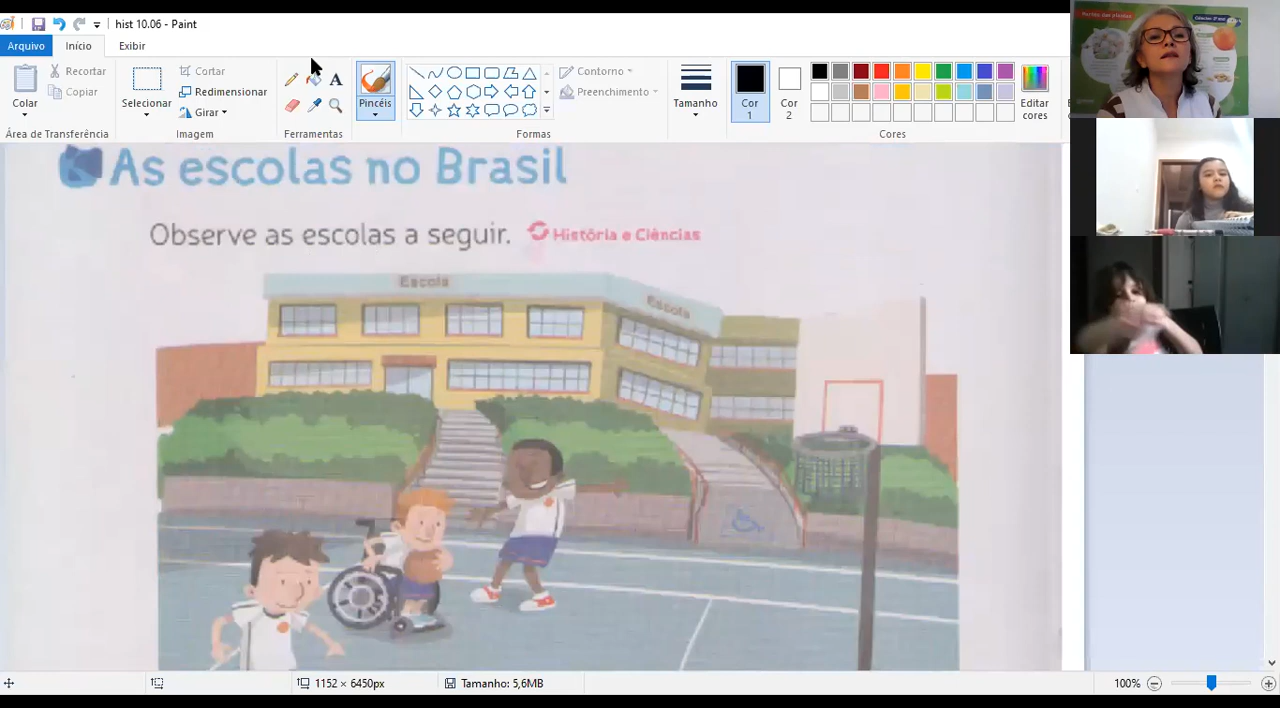 hist 10.06 - Paint
Arquivo Início Exibir
Colar
Recortar
Copiar
Área de Transferência
Selecionar
Cortar
Redimensionar
Girar
Imagem
A
Ferramentas
Pincéis
Contorno
Preenchimento
Formas
Tamanho
Cor
1
Cor
2
Editar
cores
Cores
As escolas no Brasil
Observe as escolas a seguir. História e Ciências
Escola
Escola
1152 × 6450px
Tamanho: 5,6MB
100%